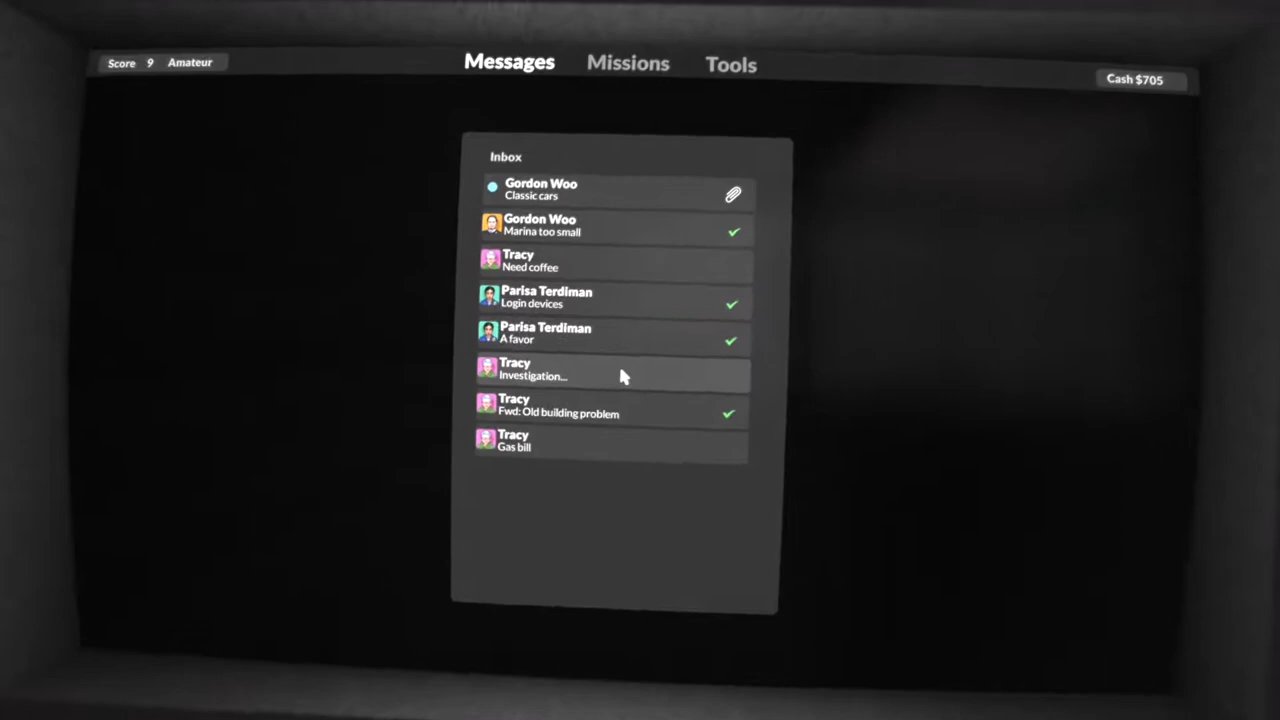 Score 9 Amateur
Messages Missions Tools
Cash $705
Inbox
Gordon Woo
Classic cars
Gordon Woo
Marina too small
Tracy
Need coffee
Parisa Terdiman
Login devices
Parisa Terdiman
A favor
Tracy
Investigation...
Tracy
Fwd: Old building problem
Tracy
Gas bill